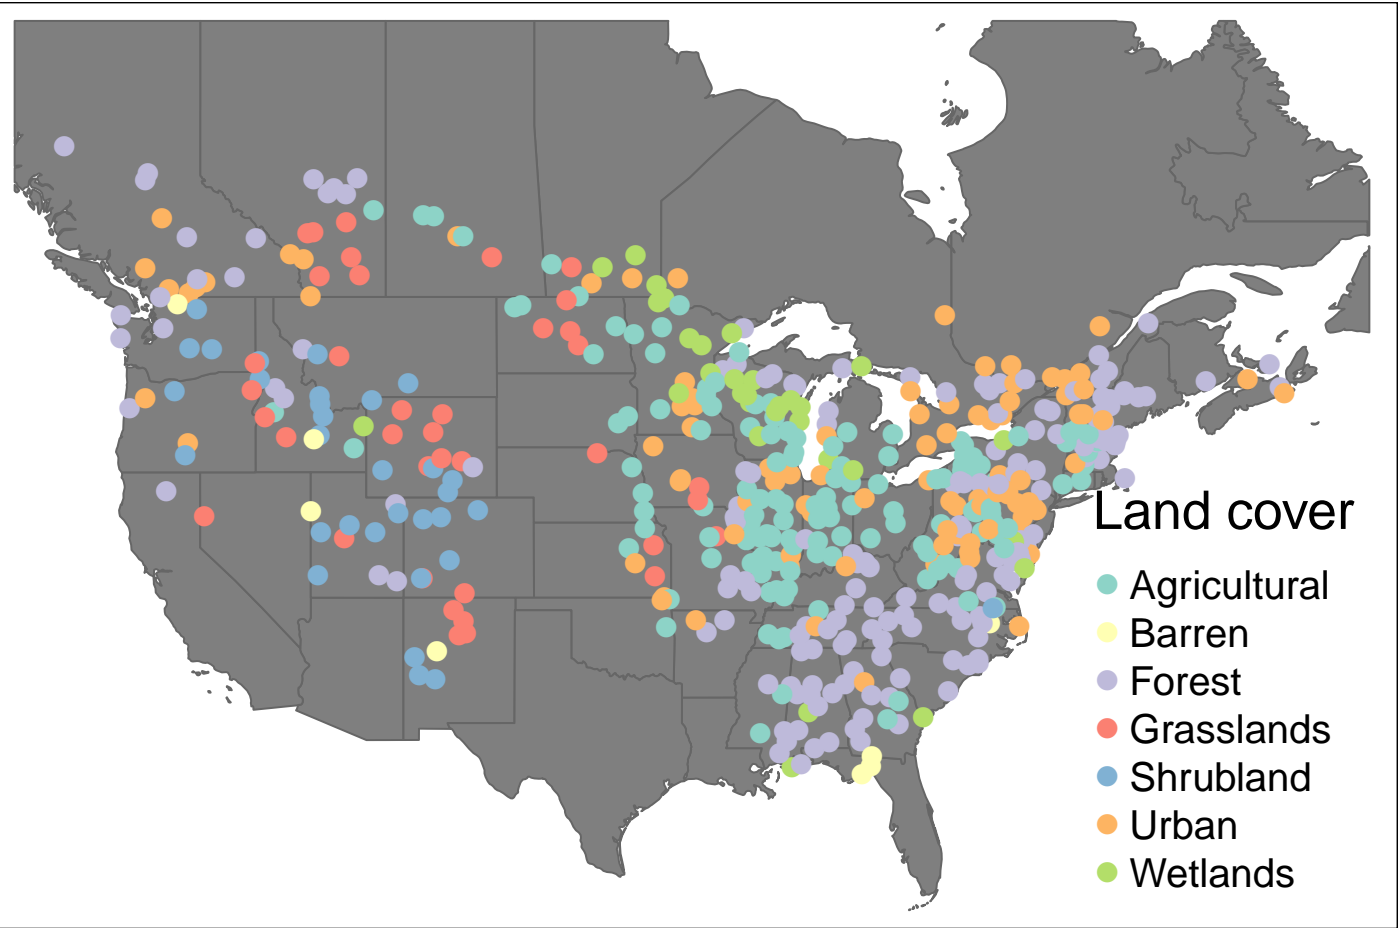 Land cover
Agricultural
Barren
Forest
Grasslands
Shrubland
Urban
Wetlands